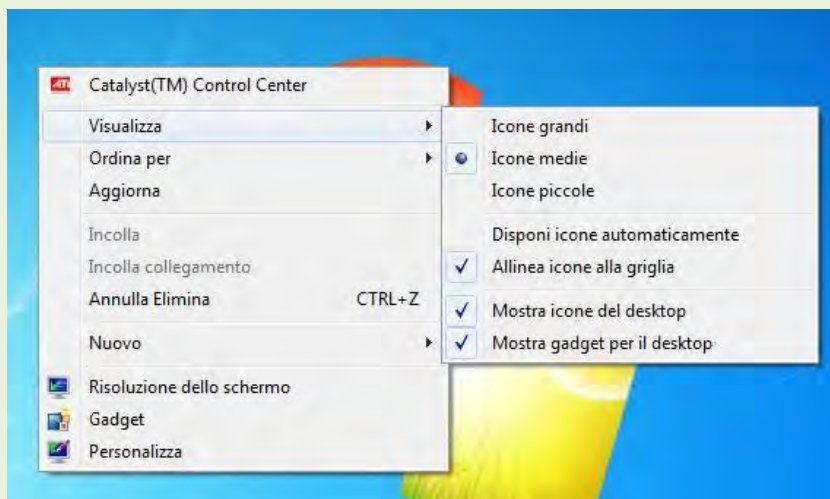 ATI Catalyst(TM) Control Center
Visualizza
Ordina per
Aggiorna
Incolla
Incolla collegamento
Annulla Elimina CTRL+Z
Nuovo
Risoluzione dello schermo
Gadget
Personalizza
Icone grandi
Icone medie
Icone piccole
Disponi icone automaticamente
Allinea icone alla griglia
Mostra icone del desktop
Mostra gadget per il desktop